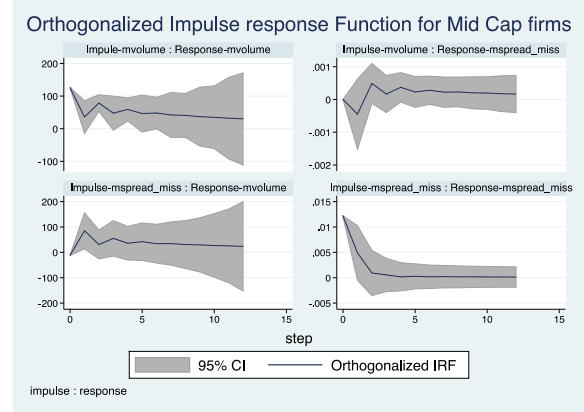 Orthogonalized Impulse response Function for Mid Cap firms
Impule-mvolume : Response-mvolume
Impulse-mvolume : Response-mspread_miss
200
100
0
-100
.001
0
-.001
-.002
Impulse-mspread_miss : Response-mvolume
Impulse-mspread_miss : Response-mspread_miss
200
100
0
-100
-200
.015
.01
.005
0
-.005
0 5 10 15
0 5 10 15
step
95% CI
Orthogonalized IRF
impulse : response